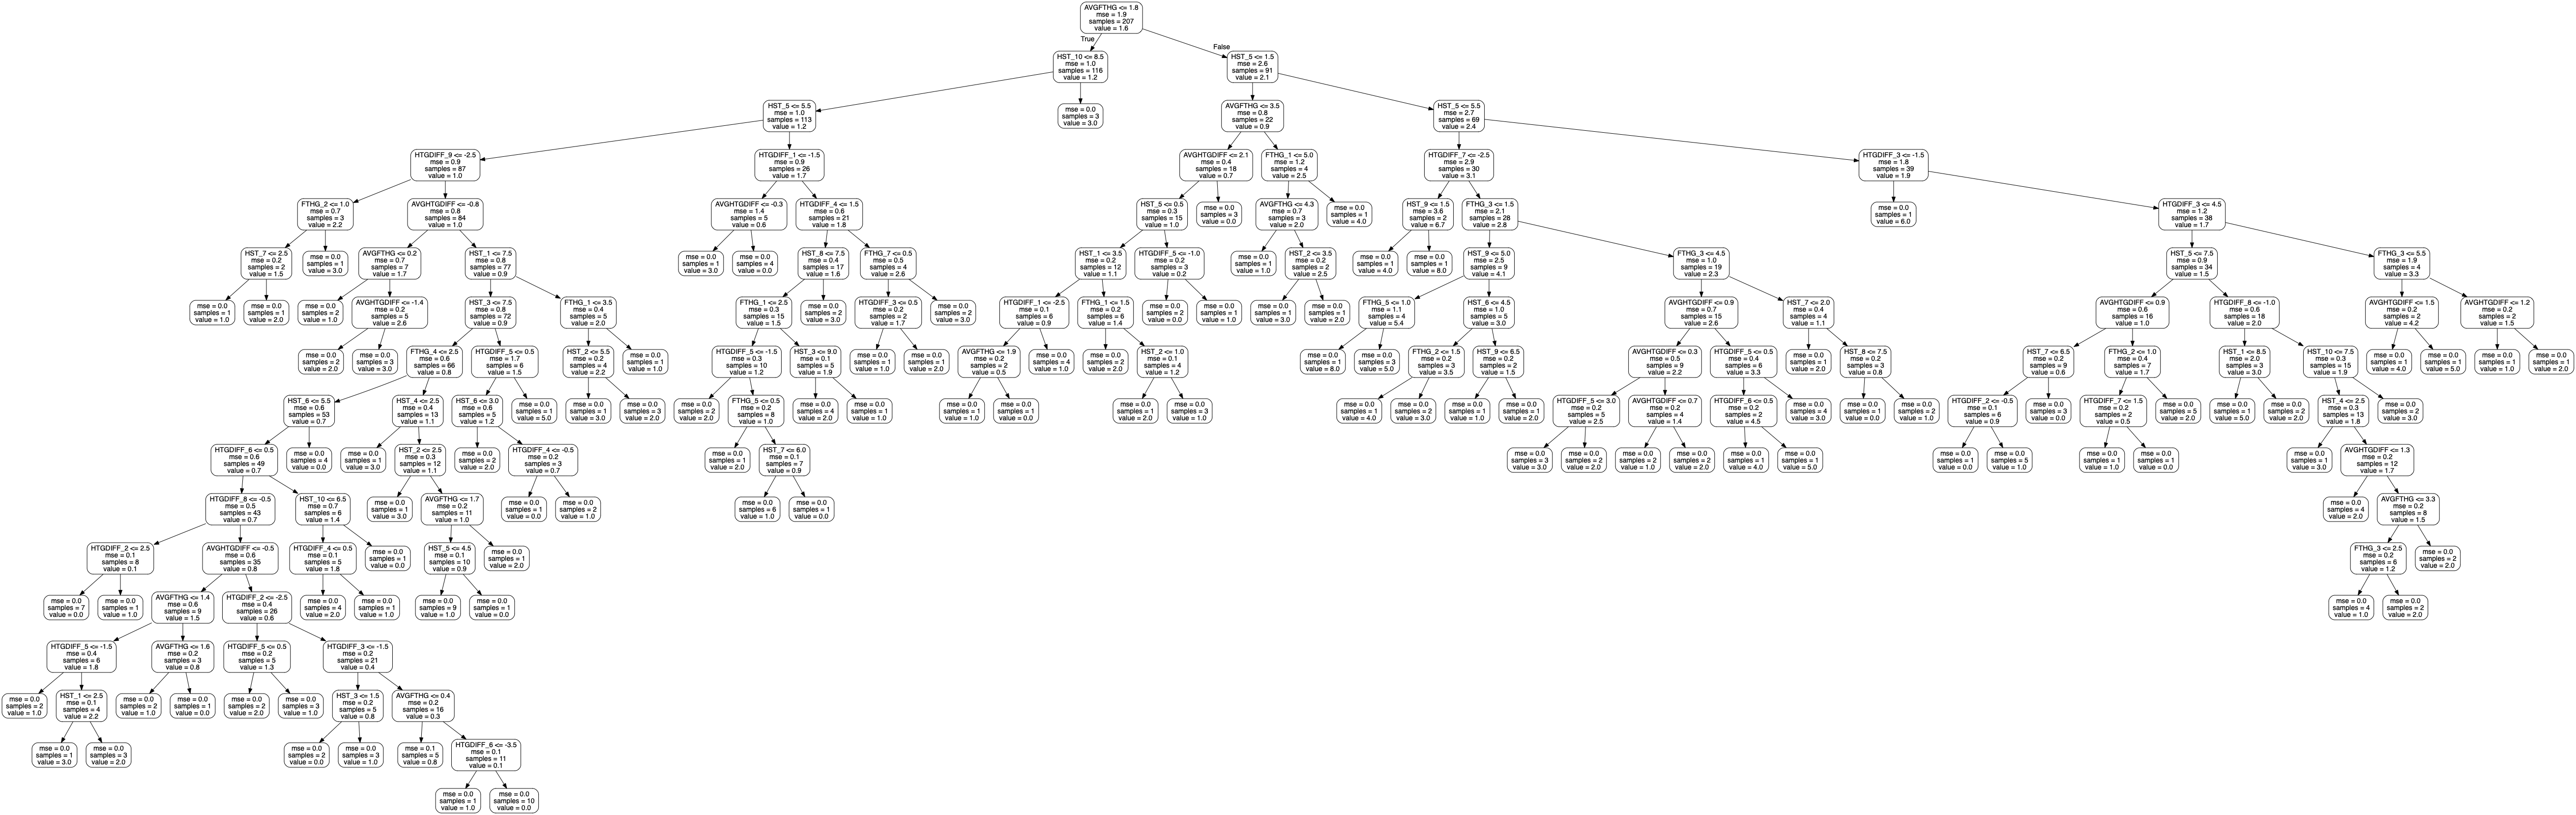 AVGFTHG <= 1.8
mse = 1.9
samples = 207
value = 1.6
True
False
HST_10 <= 8.5
mse = 1.0
samples = 116
value = 1.2
HST_5 <= 1.5
mse = 2.6
samples = 91
value = 2.1
HST_5 <= 5.5
mse = 1.0
samples = 113
value = 1.2
mse = 0.0
samples = 3
value = 3.0
AVGFTHG <= 3.5
mse = 0.8
samples = 22
value = 0.9
HST_5 <= 5.5
mse = 2.7
samples = 69
value = 2.4
HTGDIFF_9 <= -2.5
mse = 0.9
samples = 87
value = 1.0
HTGDIFF_1 <= -1.5
mse = 0.9
samples = 26
value = 1.7
AVGHTGDIFF <= 2.1
mse = 0.4
samples = 18
value = 0.7
FTHG_1 <= 5.0
mse = 1.2
samples = 4
value = 2.5
HTGDIFF_7 <= -2.5
mse = 2.9
samples = 30
value = 3.1
HTGDIFF_3 <= -1.5
mse = 1.8
samples = 39
value = 1.9
FTHG_2 <= 1.0
mse = 0.7
samples = 3
value = 2.2
AVGHTGDIFF <= -0.8
mse = 0.8
samples = 84
value = 1.0
AVGHTGDIFF <= -0.3
mse = 1.4
samples = 5
value = 0.6
HTGDIFF_4 <= 1.5
mse = 0.6
samples = 21
value = 1.8
HST_5 <= 0.5
mse = 0.3
samples = 15
value = 1.0
mse = 0.0
samples = 3
value = 0.0
AVGFTHG <= 4.3
mse = 0.7
samples = 3
value = 2.0
mse = 0.0
samples = 1
value = 4.0
HST_9 <= 1.5
mse = 3.6
samples = 2
value = 6.7
FTHG_3 <= 1.5
mse = 2.1
samples = 28
value = 2.8
mse = 0.0
samples = 1
value = 6.0
HTGDIFF_3 <= 4.5
mse = 1.2
samples = 38
value = 1.7
HST_7 <= 2.5
mse = 0.2
samples = 2
value = 1.5
mse = 0.0
samples = 1
value = 3.0
AVGFTHG <= 0.2
mse = 0.7
samples = 7
value = 1.7
HST_1 <= 7.5
mse = 0.8
samples = 77
value = 0.9
mse = 0.0
samples = 1
value = 3.0
mse = 0.0
samples = 4
value = 0.0
HST_8 <= 7.5
mse = 0.4
samples = 17
value = 1.6
FTHG_7 <= 0.5
mse = 0.5
samples = 4
value = 2.6
HST_1 <= 3.5
mse = 0.2
samples = 12
value = 1.1
HTGDIFF_5 <= -1.0
mse = 0.2
samples = 3
value = 0.2
mse = 0.0
samples = 1
value = 1.0
HST_2 <= 3.5
mse = 0.2
samples = 2
value = 2.5
mse = 0.0
samples = 1
value = 4.0
mse = 0.0
samples = 1
value = 8.0
HST_9 <= 5.0
mse = 2.5
samples = 9
value = 4.1
FTHG_3 <= 4.5
mse = 1.0
samples = 19
value = 2.3
HST_5 <= 7.5
mse = 0.9
samples = 34
value = 1.5
FTHG_3 <= 5.5
mse = 1.9
samples = 4
value = 3.3
mse = 0.0
samples = 1
value = 1.0
mse = 0.0
samples = 1
value = 2.0
mse = 0.0
samples = 2
value = 1.0
AVGHTGDIFF <= -1.4
mse = 0.2
samples = 5
value = 2.6
HST_3 <= 7.5
mse = 0.8
samples = 72
value = 0.9
FTHG_1 <= 3.5
mse = 0.4
samples = 5
value = 2.0
FTHG_1 <= 2.5
mse = 0.3
samples = 15
value = 1.5
mse = 0.0
samples = 2
value = 3.0
HTGDIFF_3 <= 0.5
mse = 0.2
samples = 2
value = 1.7
mse = 0.0
samples = 2
value = 3.0
HTGDIFF_1 <= -2.5
mse = 0.1
samples = 6
value = 0.9
FTHG_1 <= 1.5
mse = 0.2
samples = 6
value = 1.4
mse = 0.0
samples = 2
value = 0.0
mse = 0.0
samples = 1
value = 1.0
mse = 0.0
samples = 1
value = 3.0
mse = 0.0
samples = 1
value = 2.0
FTHG_5 <= 1.0
mse = 1.1
samples = 4
value = 5.4
HST_6 <= 4.5
mse = 1.0
samples = 5
value = 3.0
AVGHTGDIFF <= 0.9
mse = 0.7
samples = 15
value = 2.6
HST_7 <= 2.0
mse = 0.4
samples = 4
value = 1.1
AVGHTGDIFF <= 0.9
mse = 0.6
samples = 16
value = 1.0
HTGDIFF_8 <= -1.0
mse = 0.6
samples = 18
value = 2.0
AVGHTGDIFF <= 1.5
mse = 0.2
samples = 2
value = 4.2
AVGHTGDIFF <= 1.2
mse = 0.2
samples = 2
value = 1.5
mse = 0.0
samples = 2
value = 2.0
mse = 0.0
samples = 3
value = 3.0
FTHG_4 <= 2.5
mse = 0.6
samples = 66
value = 0.8
HTGDIFF_5 <= 0.5
mse = 1.7
samples = 6
value = 1.5
HST_2 <= 5.5
mse = 0.2
samples = 4
value = 2.2
mse = 0.0
samples = 1
value = 1.0
HTGDIFF_5 <= -1.5
mse = 0.3
samples = 10
value = 1.2
HST_3 <= 9.0
mse = 0.1
samples = 5
value = 1.9
mse = 0.0
samples = 1
value = 1.0
mse = 0.0
samples = 1
value = 2.0
AVGFTHG <= 1.9
mse = 0.2
samples = 2
value = 0.5
mse = 0.0
samples = 4
value = 1.0
mse = 0.0
samples = 2
value = 2.0
HST_2 <= 1.0
mse = 0.1
samples = 4
value = 1.2
mse = 0.0
samples = 1
value = 8.0
mse = 0.0
samples = 3
value = 5.0
FTHG_2 <= 1.5
mse = 0.2
samples = 3
value = 3.5
HST_9 <= 6.5
mse = 0.2
samples = 2
value = 1.5
AVGHTGDIFF <= 0.3
mse = 0.5
samples = 9
value = 2.2
HTGDIFF_5 <= 0.5
mse = 0.4
samples = 6
value = 3.3
mse = 0.0
samples = 1
value = 2.0
HST_8 <= 7.5
mse = 0.2
samples = 3
value = 0.8
HST_7 <= 6.5
mse = 0.2
samples = 9
value = 0.6
FTHG_2 <= 1.0
mse = 0.4
samples = 7
value = 1.7
HST_1 <= 8.5
mse = 2.0
samples = 3
value = 3.0
HST_10 <= 7.5
mse = 0.3
samples = 15
value = 1.9
mse = 0.0
samples = 1
value = 4.0
mse = 0.0
samples = 1
value = 5.0
mse = 0.0
samples = 1
value = 1.0
mse = 0.0
samples = 1
value = 2.0
HST_6 <= 5.5
mse = 0.6
samples = 53
value = 0.7
HST_4 <= 2.5
mse = 0.4
samples = 13
value = 1.1
HST_6 <= 3.0
mse = 0.6
samples = 5
value = 1.2
mse = 0.0
samples = 1
value = 5.0
mse = 0.0
samples = 1
value = 3.0
mse = 0.0
samples = 3
value = 2.0
mse = 0.0
samples = 2
value = 2.0
FTHG_5 <= 0.5
mse = 0.2
samples = 8
value = 1.0
mse = 0.0
samples = 4
value = 2.0
mse = 0.0
samples = 1
value = 1.0
mse = 0.0
samples = 1
value = 1.0
mse = 0.0
samples = 1
value = 0.0
mse = 0.0
samples = 1
value = 2.0
mse = 0.0
samples = 3
value = 1.0
mse = 0.0
samples = 1
value = 4.0
mse = 0.0
samples = 2
value = 3.0
mse = 0.0
samples = 1
value = 1.0
mse = 0.0
samples = 1
value = 2.0
HTGDIFF_5 <= 3.0
mse = 0.2
samples = 5
value = 2.5
AVGHTGDIFF <= 0.7
mse = 0.2
samples = 4
value = 1.4
HTGDIFF_6 <= 0.5
mse = 0.2
samples = 2
value = 4.5
mse = 0.0
samples = 4
value = 3.0
mse = 0.0
samples = 1
value = 0.0
mse = 0.0
samples = 2
value = 1.0
HTGDIFF_2 <= -0.5
mse = 0.1
samples = 6
value = 0.9
mse = 0.0
samples = 3
value = 0.0
HTGDIFF_7 <= 1.5
mse = 0.2
samples = 2
value = 0.5
mse = 0.0
samples = 5
value = 2.0
mse = 0.0
samples = 1
value = 5.0
mse = 0.0
samples = 2
value = 2.0
HST_4 <= 2.5
mse = 0.3
samples = 13
value = 1.8
mse = 0.0
samples = 2
value = 3.0
HTGDIFF_6 <= 0.5
mse = 0.6
samples = 49
value = 0.7
mse = 0.0
samples = 4
value = 0.0
mse = 0.0
samples = 1
value = 3.0
HST_2 <= 2.5
mse = 0.3
samples = 12
value = 1.1
mse = 0.0
samples = 2
value = 2.0
HTGDIFF_4 <= -0.5
mse = 0.2
samples = 3
value = 0.7
mse = 0.0
samples = 1
value = 2.0
HST_7 <= 6.0
mse = 0.1
samples = 7
value = 0.9
mse = 0.0
samples = 3
value = 3.0
mse = 0.0
samples = 2
value = 2.0
mse = 0.0
samples = 2
value = 1.0
mse = 0.0
samples = 2
value = 2.0
mse = 0.0
samples = 1
value = 4.0
mse = 0.0
samples = 1
value = 5.0
mse = 0.0
samples = 1
value = 0.0
mse = 0.0
samples = 5
value = 1.0
mse = 0.0
samples = 1
value = 1.0
mse = 0.0
samples = 1
value = 0.0
mse = 0.0
samples = 1
value = 3.0
AVGHTGDIFF <= 1.3
mse = 0.2
samples = 12
value = 1.7
HTGDIFF_8 <= -0.5
mse = 0.5
samples = 43
value = 0.7
HST_10 <= 6.5
mse = 0.7
samples = 6
value = 1.4
mse = 0.0
samples = 1
value = 3.0
AVGFTHG <= 1.7
mse = 0.2
samples = 11
value = 1.0
mse = 0.0
samples = 1
value = 0.0
mse = 0.0
samples = 2
value = 1.0
mse = 0.0
samples = 6
value = 1.0
mse = 0.0
samples = 1
value = 0.0
mse = 0.0
samples = 4
value = 2.0
AVGFTHG <= 3.3
mse = 0.2
samples = 8
value = 1.5
HTGDIFF_2 <= 2.5
mse = 0.1
samples = 8
value = 0.1
AVGHTGDIFF <= -0.5
mse = 0.6
samples = 35
value = 0.8
HTGDIFF_4 <= 0.5
mse = 0.1
samples = 5
value = 1.8
mse = 0.0
samples = 1
value = 0.0
HST_5 <= 4.5
mse = 0.1
samples = 10
value = 0.9
mse = 0.0
samples = 1
value = 2.0
FTHG_3 <= 2.5
mse = 0.2
samples = 6
value = 1.2
mse = 0.0
samples = 2
value = 2.0
mse = 0.0
samples = 7
value = 0.0
mse = 0.0
samples = 1
value = 1.0
AVGFTHG <= 1.4
mse = 0.6
samples = 9
value = 1.5
HTGDIFF_2 <= -2.5
mse = 0.4
samples = 26
value = 0.6
mse = 0.0
samples = 4
value = 2.0
mse = 0.0
samples = 1
value = 1.0
mse = 0.0
samples = 9
value = 1.0
mse = 0.0
samples = 1
value = 0.0
mse = 0.0
samples = 4
value = 1.0
mse = 0.0
samples = 2
value = 2.0
HTGDIFF_5 <= -1.5
mse = 0.4
samples = 6
value = 1.8
AVGFTHG <= 1.6
mse = 0.2
samples = 3
value = 0.8
HTGDIFF_5 <= 0.5
mse = 0.2
samples = 5
value = 1.3
HTGDIFF_3 <= -1.5
mse = 0.2
samples = 21
value = 0.4
mse = 0.0
samples = 2
value = 1.0
HST_1 <= 2.5
mse = 0.1
samples = 4
value = 2.2
mse = 0.0
samples = 2
value = 1.0
mse = 0.0
samples = 1
value = 0.0
mse = 0.0
samples = 2
value = 2.0
mse = 0.0
samples = 3
value = 1.0
HST_3 <= 1.5
mse = 0.2
samples = 5
value = 0.8
AVGFTHG <= 0.4
mse = 0.2
samples = 16
value = 0.3
mse = 0.0
samples = 1
value = 3.0
mse = 0.0
samples = 3
value = 2.0
mse = 0.0
samples = 2
value = 0.0
mse = 0.0
samples = 3
value = 1.0
mse = 0.1
samples = 5
value = 0.8
HTGDIFF_6 <= -3.5
mse = 0.1
samples = 11
value = 0.1
mse = 0.0
samples = 1
value = 1.0
mse = 0.0
samples = 10
value = 0.0